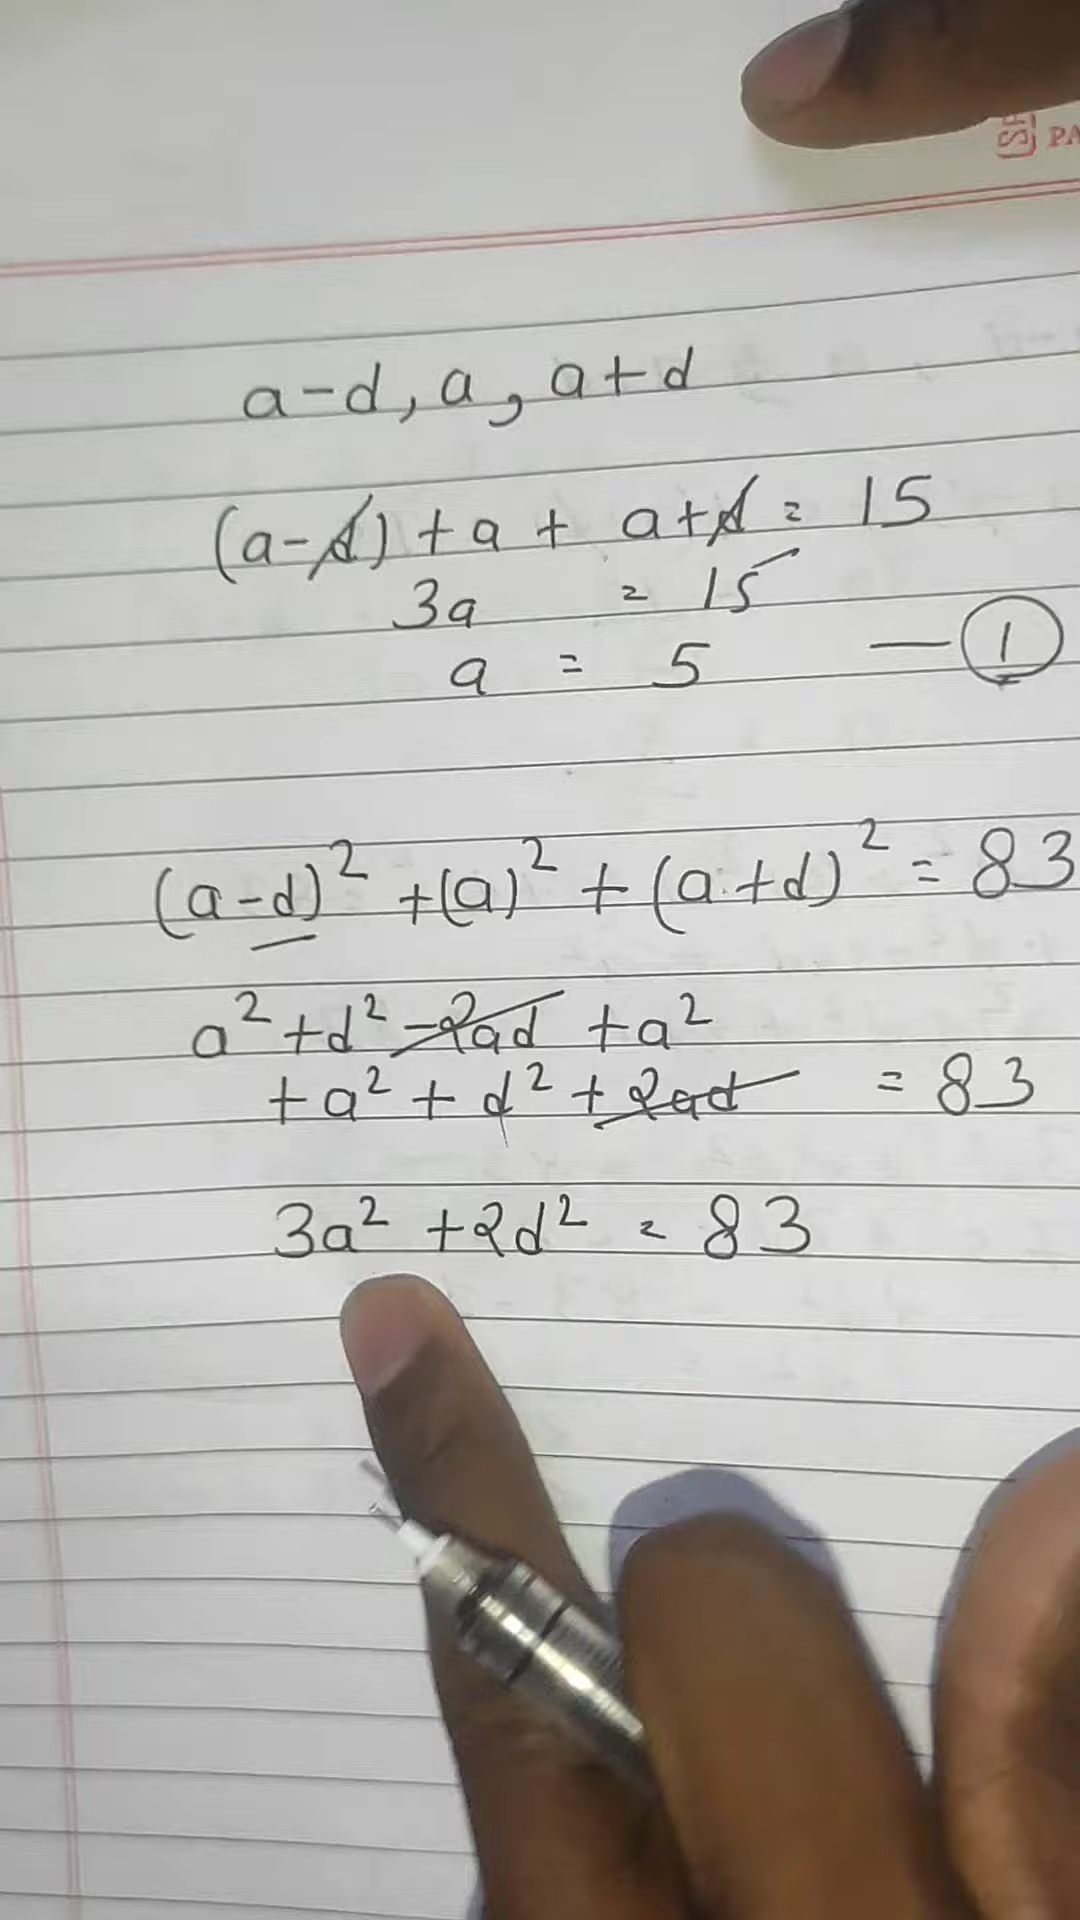 a-d, a, a+d
(a-d) + a + a+d = 15
3a = 15
a = 5 — 1
(a-d)² + (a)² + (a+d)² = 83
a² + d² - 2ad + a²
+ a² + d² + 2ad = 83
3a² + 2d² = 83